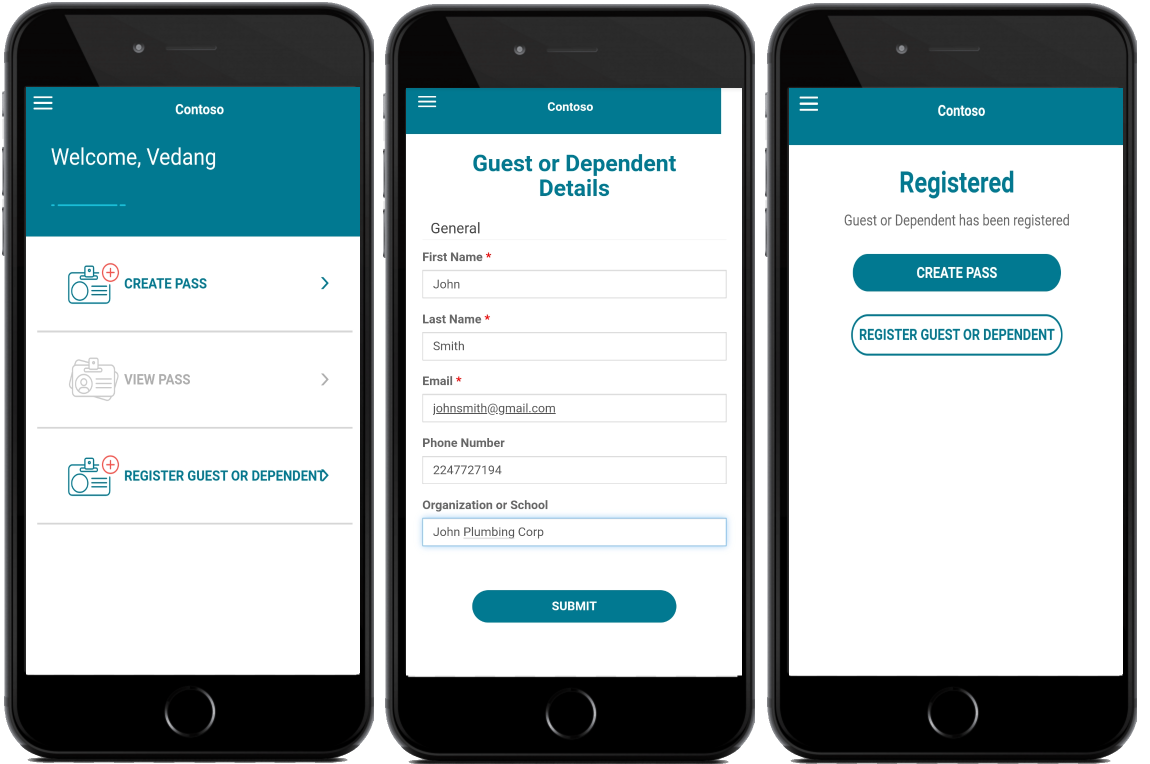 Contoso
Welcome, Vedang
CREATE PASS
VIEW PASS
REGISTER GUEST OR DEPENDENT
Contoso
Guest or Dependent
Details
General
First Name *
John
Last Name *
Smith
Email *
johnsmith@gmail.com
Phone Number
2247727194
Organization or School
John Plumbing Corp
SUBMIT
Contoso
Registered
Guest or Dependent has been registered
CREATE PASS
REGISTER GUEST OR DEPENDENT